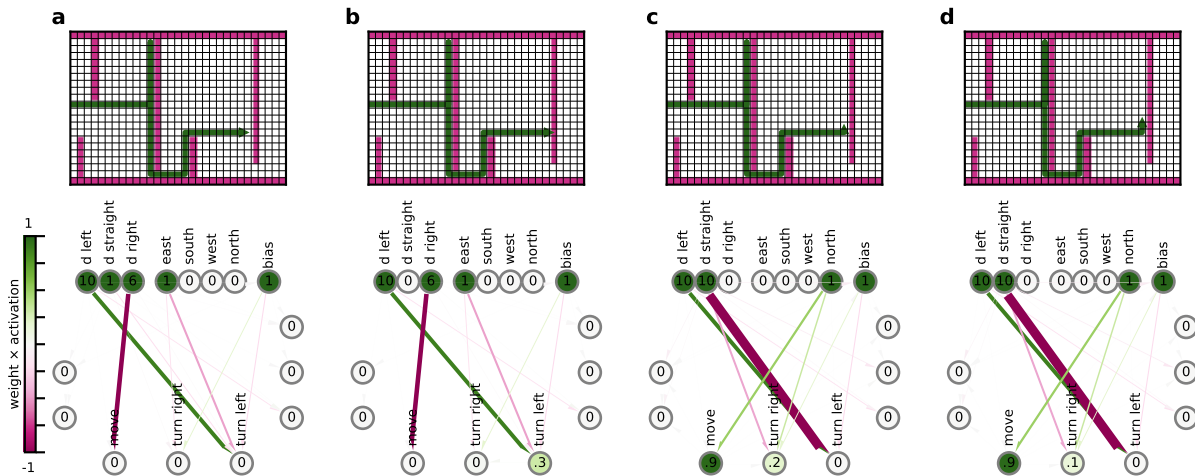 a b c d
1
weight × activation
-1
d left d straight d right east south west north bias
10 1 6 1 0 0 0 1
0
0 0
0 0
move turn right turn left
0 0 0
d left d straight d right east south west north bias
10 0 6 1 0 0 0 1
0
0 0
0 0
move turn right turn left
0 0 .3
d left d straight d right east south west north bias
10 10 0 0 0 0 1 1
0
0 0
0 0
move turn right turn left
.9 .2 0
d left d straight d right east south west north bias
10 10 0 0 0 0 1 1
0
0 0
0 0
move turn right turn left
.9 .1 0